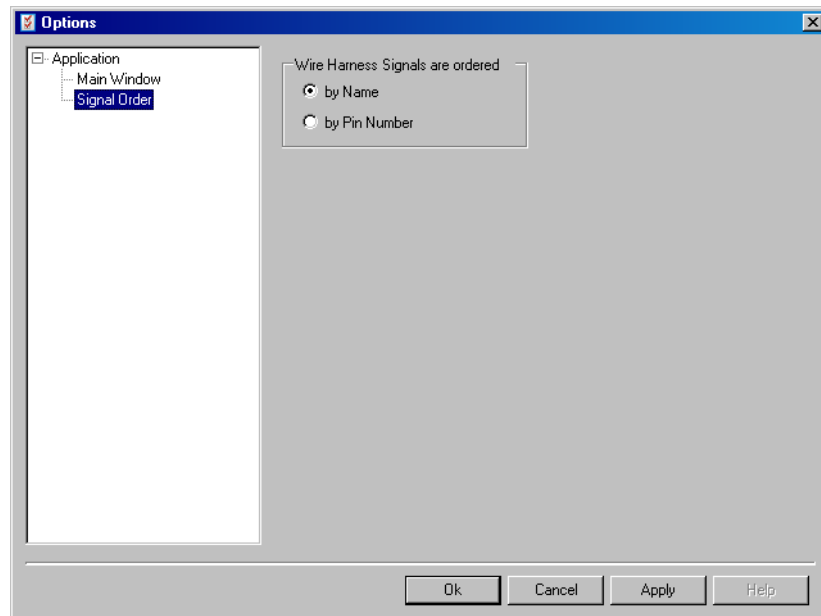 Options
Application
Main Window
Signal Order
Wire Harness Signals are ordered
by Name
by Pin Number
Ok
Cancel
Apply
Help